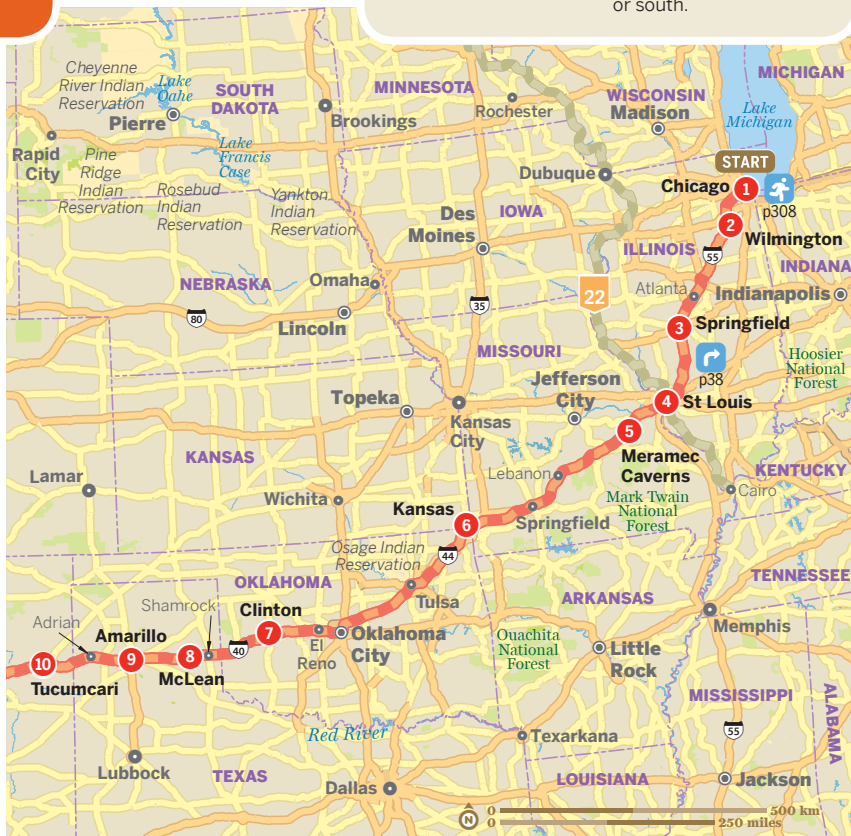 or south.
Cheyenne
River Indian
Reservation
Lake
Oahe
SOUTH
DAKOTA
MINNESOTA
WISCONSIN
MICHIGAN
Pierre
Brookings
Rochester
Madison
Lake
Michigan
Rapid
City
Pine
Ridge
Indian
Reservation
Lake
Francis
Case
Rosebud
Indian
Reservation
Yankton
Indian
Reservation
Dubuque
START
Chicago
1
p308
2
Wilmington
Des
Moines
IOWA
ILLINOIS
55
INDIANA
NEBRASKA
Omaha
Atlanta
Indianapolis
80
Lincoln
35
22
3
Springfield
MISSOURI
p38
Hoosier
National
Forest
Topeka
Kansas
City
Jefferson
City
4
St Louis
5
Meramec
Caverns
KANSAS
Lamar
Wichita
Lebanon
Mark Twain
National
Forest
KENTUCKY
Cairo
Kansas
6
Springfield
Osage Indian
Reservation
44
OKLAHOMA
Tulsa
ARKANSAS
TENNESSEE
Shamrock
Adrian
Clinton
7
Amarillo
10
9
8
40
El
Reno
Oklahoma
City
Ouachita
National
Forest
Little
Rock
Memphis
Tucumcari
McLean
MISSISSIPPI
ALABAMA
Red River
Texarkana
55
Lubbock
TEXAS
Dallas
LOUISIANA
Jackson
N
0
500 km
0
250 miles